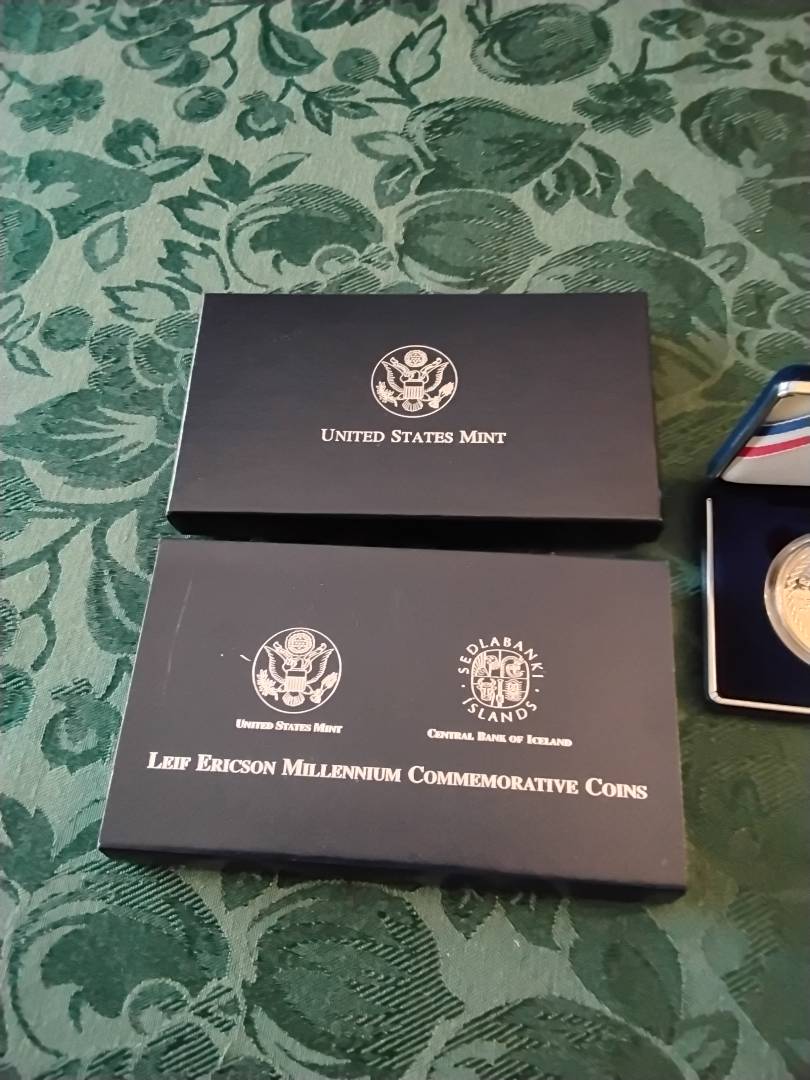 UNITED STATES MINT
SEDLABANKI
ISLANDS
UNITED STATES MINT
CENTRAL BANK OF ICELAND
LEIF ERICSON MILLENNIUM COMMEMORATIVE COINS